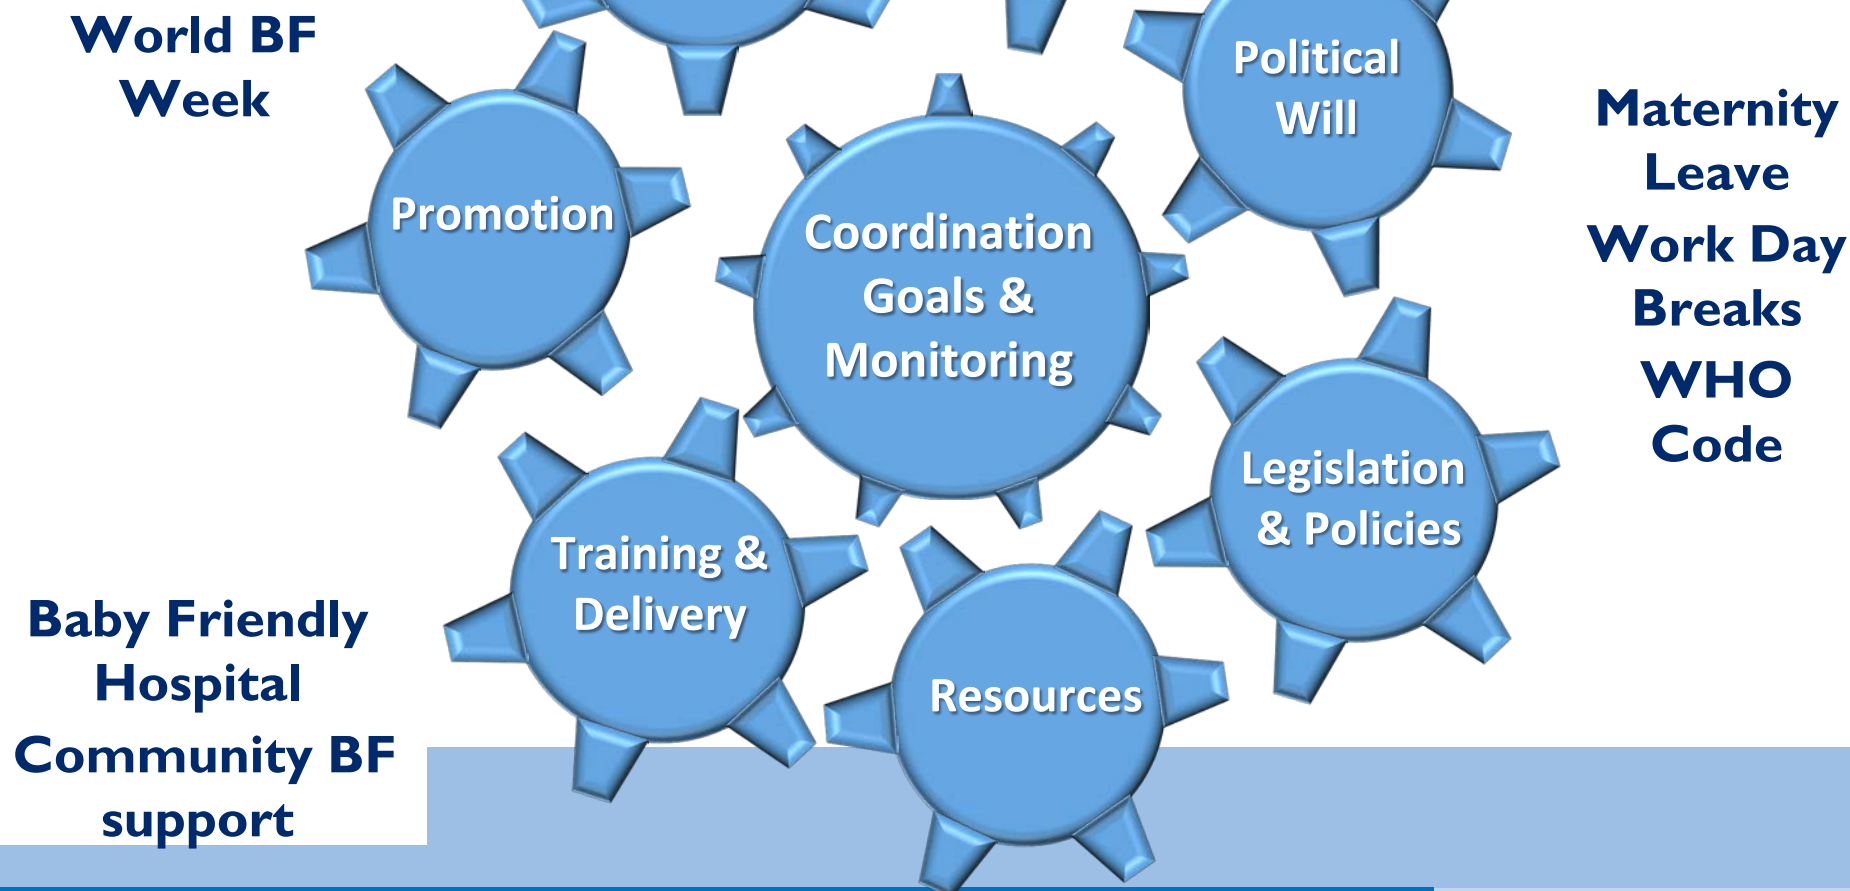 World BF
Week
Political
Will
Promotion
Coordination
Goals &
Monitoring
Maternity
Leave
Work Day
Breaks
WHO
Code
Legislation
& Policies
Training &
Delivery
Resources
Baby Friendly
Hospital
Community BF
support